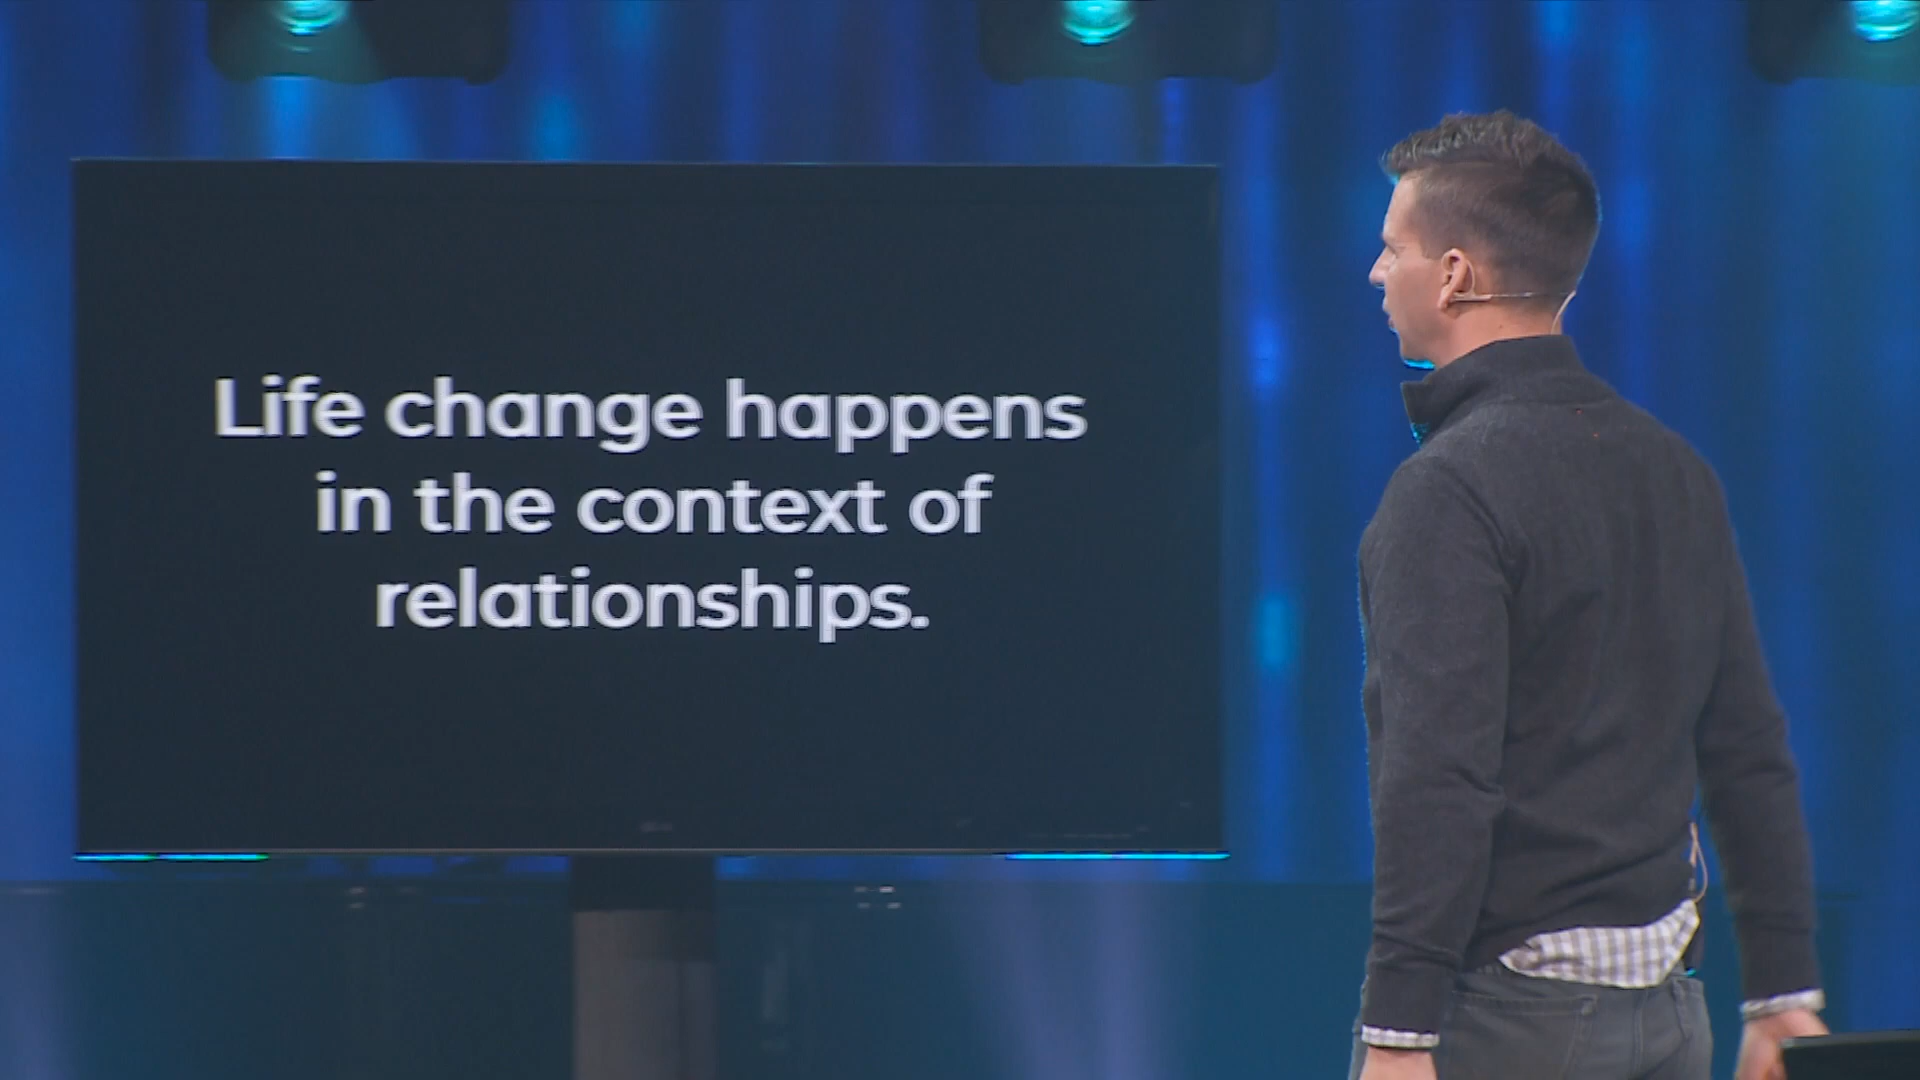 Life change happens
in the context of
relationships.